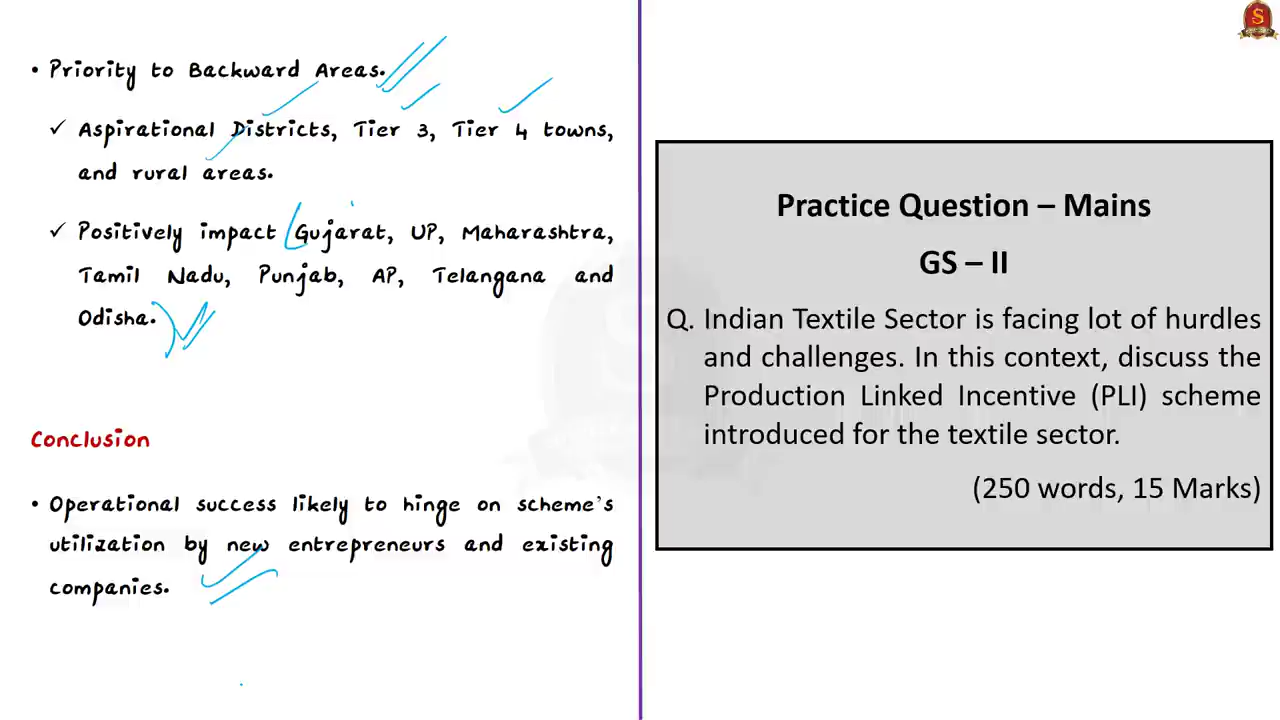 • Priority to Backward Areas.
✓ Aspirational Districts, Tier 3, Tier 4 towns,
and rural areas.
✓ Positively impact Gujarat, UP, Maharashtra,
Tamil Nadu, Punjab, AP, Telangana and
Odisha.
Conclusion
• Operational success likely to hinge on scheme's
utilization by new entrepreneurs and existing
companies.
Practice Question – Mains
GS – II
Q. Indian Textile Sector is facing lot of hurdles
and challenges. In this context, discuss the
Production Linked Incentive (PLI) scheme
introduced for the textile sector.
(250 words, 15 Marks)